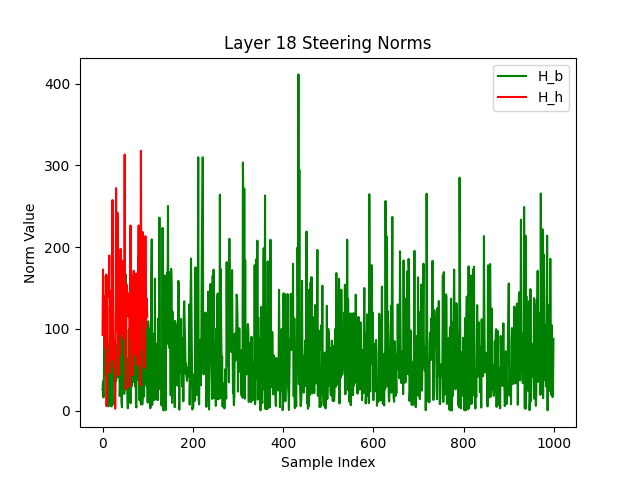 Layer 18 Steering Norms
H_b
H_h
Norm Value
400
300
200
100
0
0 200 400 600 800 1000
Sample Index